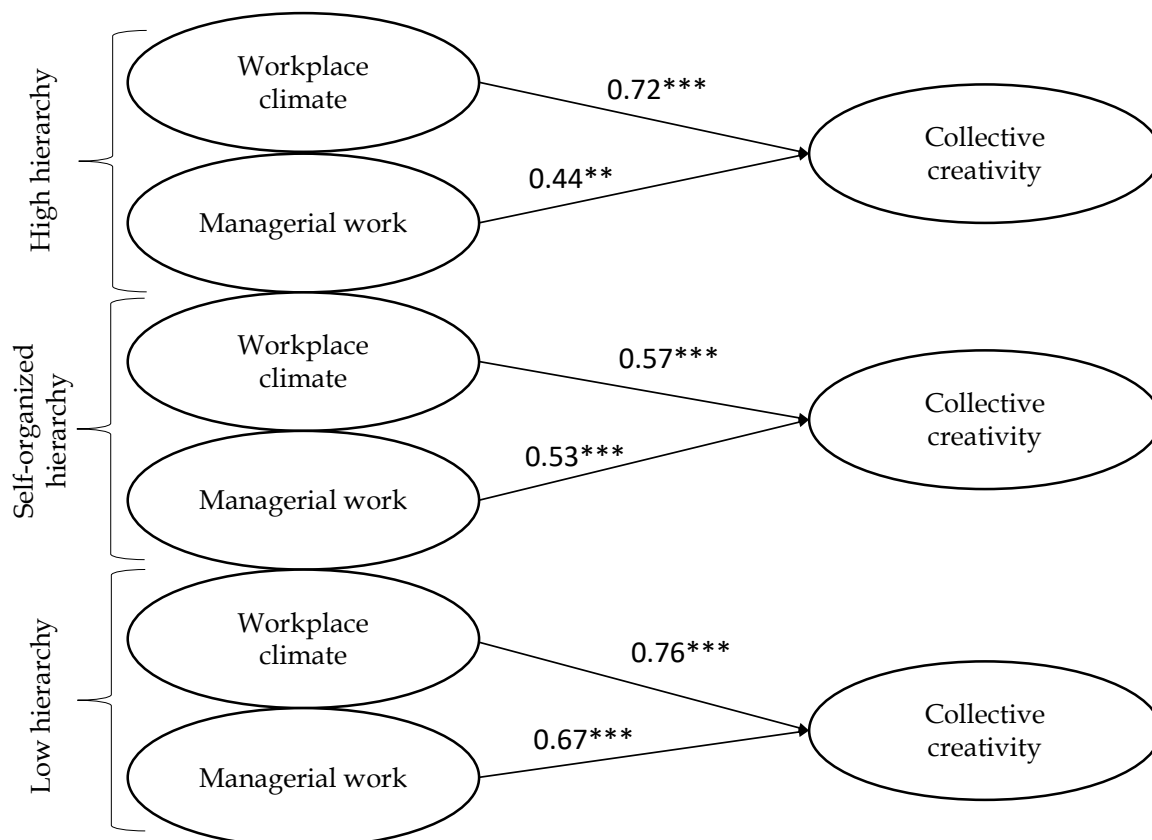 High hierarchy
Workplace
climate
0.72***
Managerial work
0.44**
Collective
creativity
Self-organized
hierarchy
Workplace
climate
0.57***
Managerial work
0.53***
Collective
creativity
Low hierarchy
Workplace
climate
0.76***
Managerial work
0.67***
Collective
creativity